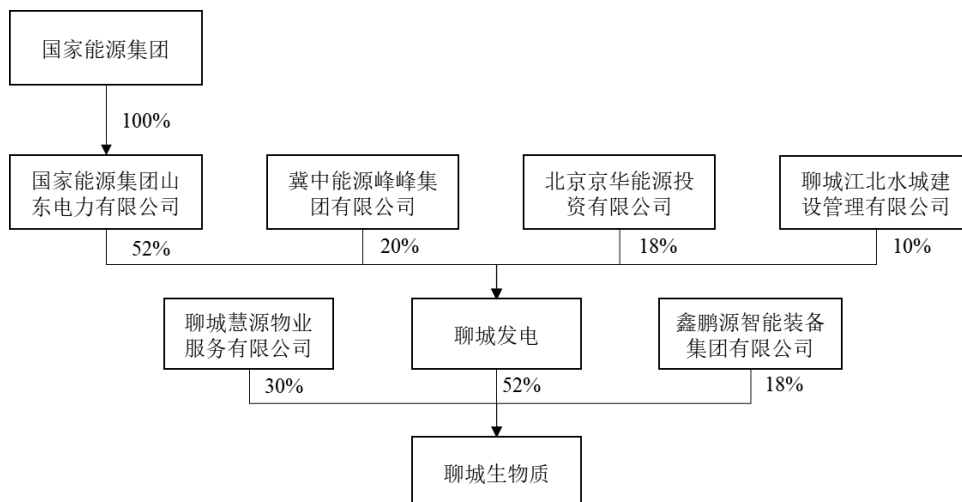 国家能源集团
100%
国家能源集团山
东电力有限公司
冀中能源峰峰集
团有限公司
北京京华能源投
资有限公司
聊城江北水城建
设管理有限公司
52%
20%
18%
10%
聊城慧源物业
服务有限公司
聊城发电
鑫鹏源智能装备
集团有限公司
30%
52%
18%
聊城生物质